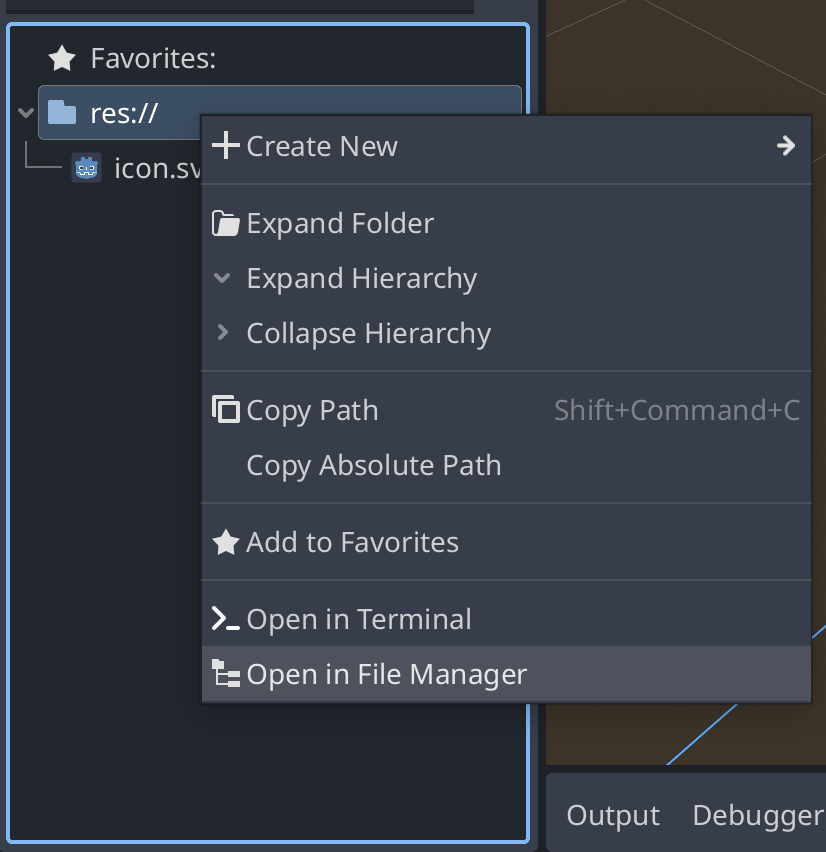 Favorites:
res://
icon.sv
Create New
Expand Folder
Expand Hierarchy
Collapse Hierarchy
Copy Path Shift+Command+C
Copy Absolute Path
Add to Favorites
Open in Terminal
Open in File Manager
Output Debugger